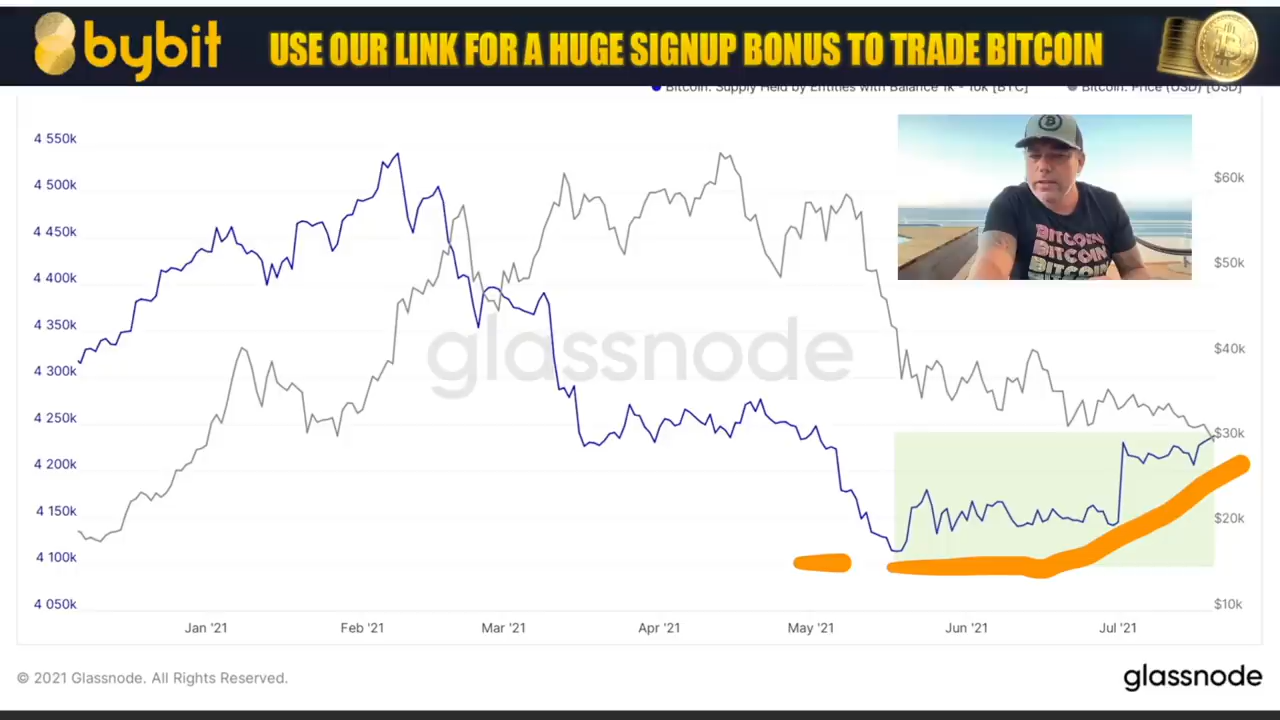 bybit USE OUR LINK FOR A HUGE SIGNUP BONUS TO TRADE BITCOIN
Bitcoin: Supply Held by Entities with Balance 1k - 10k [BTC] Bitcoin: Price (USD) [USD]
4 550k
4 500k
4 450k
4 400k
4 350k
4 300k
4 250k
4 200k
4 150k
4 100k
4 050k
$60k
$50k
$40k
$30k
$20k
$10k
BITCOIN
BITCOIN
BITCOIN
glassnode
Jan '21 Feb '21 Mar '21 Apr '21 May '21 Jun '21 Jul '21
© 2021 Glassnode. All Rights Reserved.
glassnode